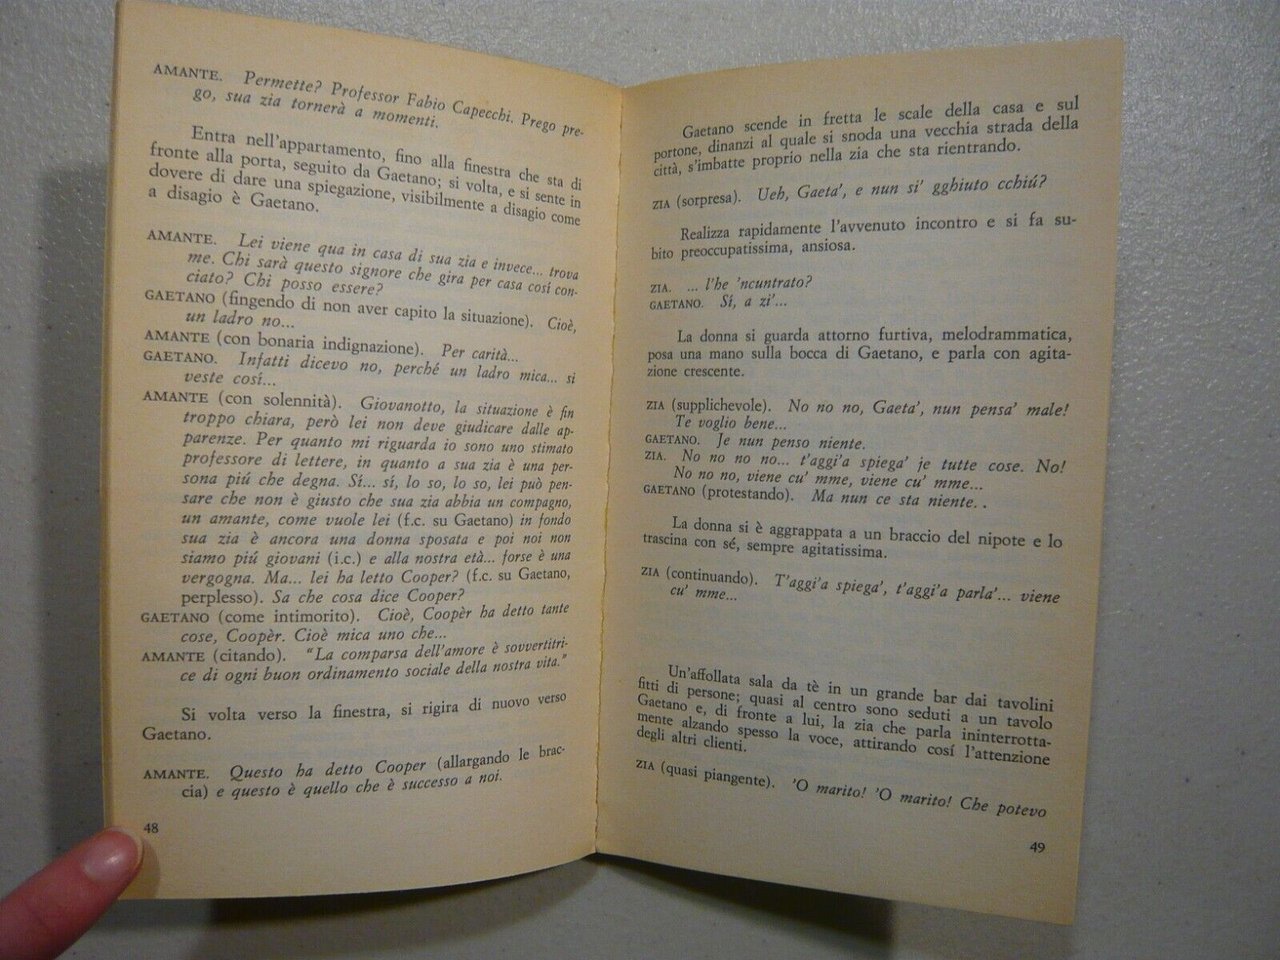 AMANTE. Permette? Professor Fabio Capecchi. Prego pre-
go, sua zia tornerà a momenti.
Entra nell'appartamento, fino alla finestra che sta di
fronte alla porta, seguito da Gaetano; si volta, e si sente in
dovere di dare una spiegazione, visibilmente a disagio come
a disagio è Gaetano.
AMANTE. Lei viene qua in casa di sua zia e invece... trova
me. Chi sarà questo signore che gira per casa cosí con-
ciato? Chi posso essere?
GAETANO (fingendo di non aver capito la situazione). Cioè,
un ladro no...
AMANTE (con bonaria indignazione). Per carità...
GAETANO. Infatti dicevo no, perché un ladro mica... si
veste cosí...
AMANTE (con solennità). Giovanotto, la situazione è fin
troppo chiara, però lei non deve giudicare dalle ap-
parenze. Per quanto mi riguarda io sono uno stimato
professore di lettere, in quanto a sua zia è una per-
sona piú che degna. Sí... sí, lo so, lo so, lei può pen-
sare che non è giusto che sua zia abbia un compagno,
un amante, come vuole lei (f.c. su Gaetano) in fondo
sua zia è ancora una donna sposata e poi noi non
siamo piú giovani (i.c.) e alla nostra età... forse è una
vergogna. Ma... lei ha letto Cooper? (f.c. su Gaetano,
perplesso). Sa che cosa dice Cooper?
GAETANO (come intimorito). Cioè, Coopèr ha detto tante
cose, Coopèr. Cioè mica uno che...
AMANTE (citando). "La comparsa dell'amore è sovvertitri-
ce di ogni buon ordinamento sociale della nostra vita."
Si volta verso la finestra, si rigira di nuovo verso
Gaetano.
AMANTE. Questo ha detto Cooper (allargando le brac-
cia) e questo è quello che è successo a noi.
48
Gaetano scende in fretta le scale della casa e sul
portone, dinanzi al quale si snoda una vecchia strada della
città, s'imbatte proprio nella zia che sta rientrando.
ZIA (sorpresa). Ueh, Gaeta', e nun si' gghiuto cchiú?
Realizza rapidamente l'avvenuto incontro e si fa su-
bito preoccupatissima, ansiosa.
ZIA. ... l'he 'ncuntrato?
GAETANO. Sí, a zi'...
La donna si guarda attorno furtiva, melodrammatica,
posa una mano sulla bocca di Gaetano, e parla con agita-
zione crescente.
ZIA (supplichevole). No no no, Gaeta', nun pensa' male!
Te voglio bene...
GAETANO. Je nun penso niente.
ZIA. No no no no... t'aggi'a spiega' je tutte cose. No!
No no no, viene cu' mme, viene cu' mme...
GAETANO (protestando). Ma nun ce sta niente. .
La donna si è aggrappata a un braccio del nipote e lo
trascina con sé, sempre agitatissima.
ZIA (continuando). T'aggi'a spiega', t'aggi'a parla'... viene
cu' mme...
Un'affollata sala da tè in un grande bar dai tavolini
fitti di persone; quasi al centro sono seduti a un tavolo
Gaetano e, di fronte a lui, la zia che parla ininterrotta-
mente alzando spesso la voce, attirando cosí l'attenzione
degli altri clienti.
ZIA (quasi piangente). 'O marito! 'O marito! Che potevo
49